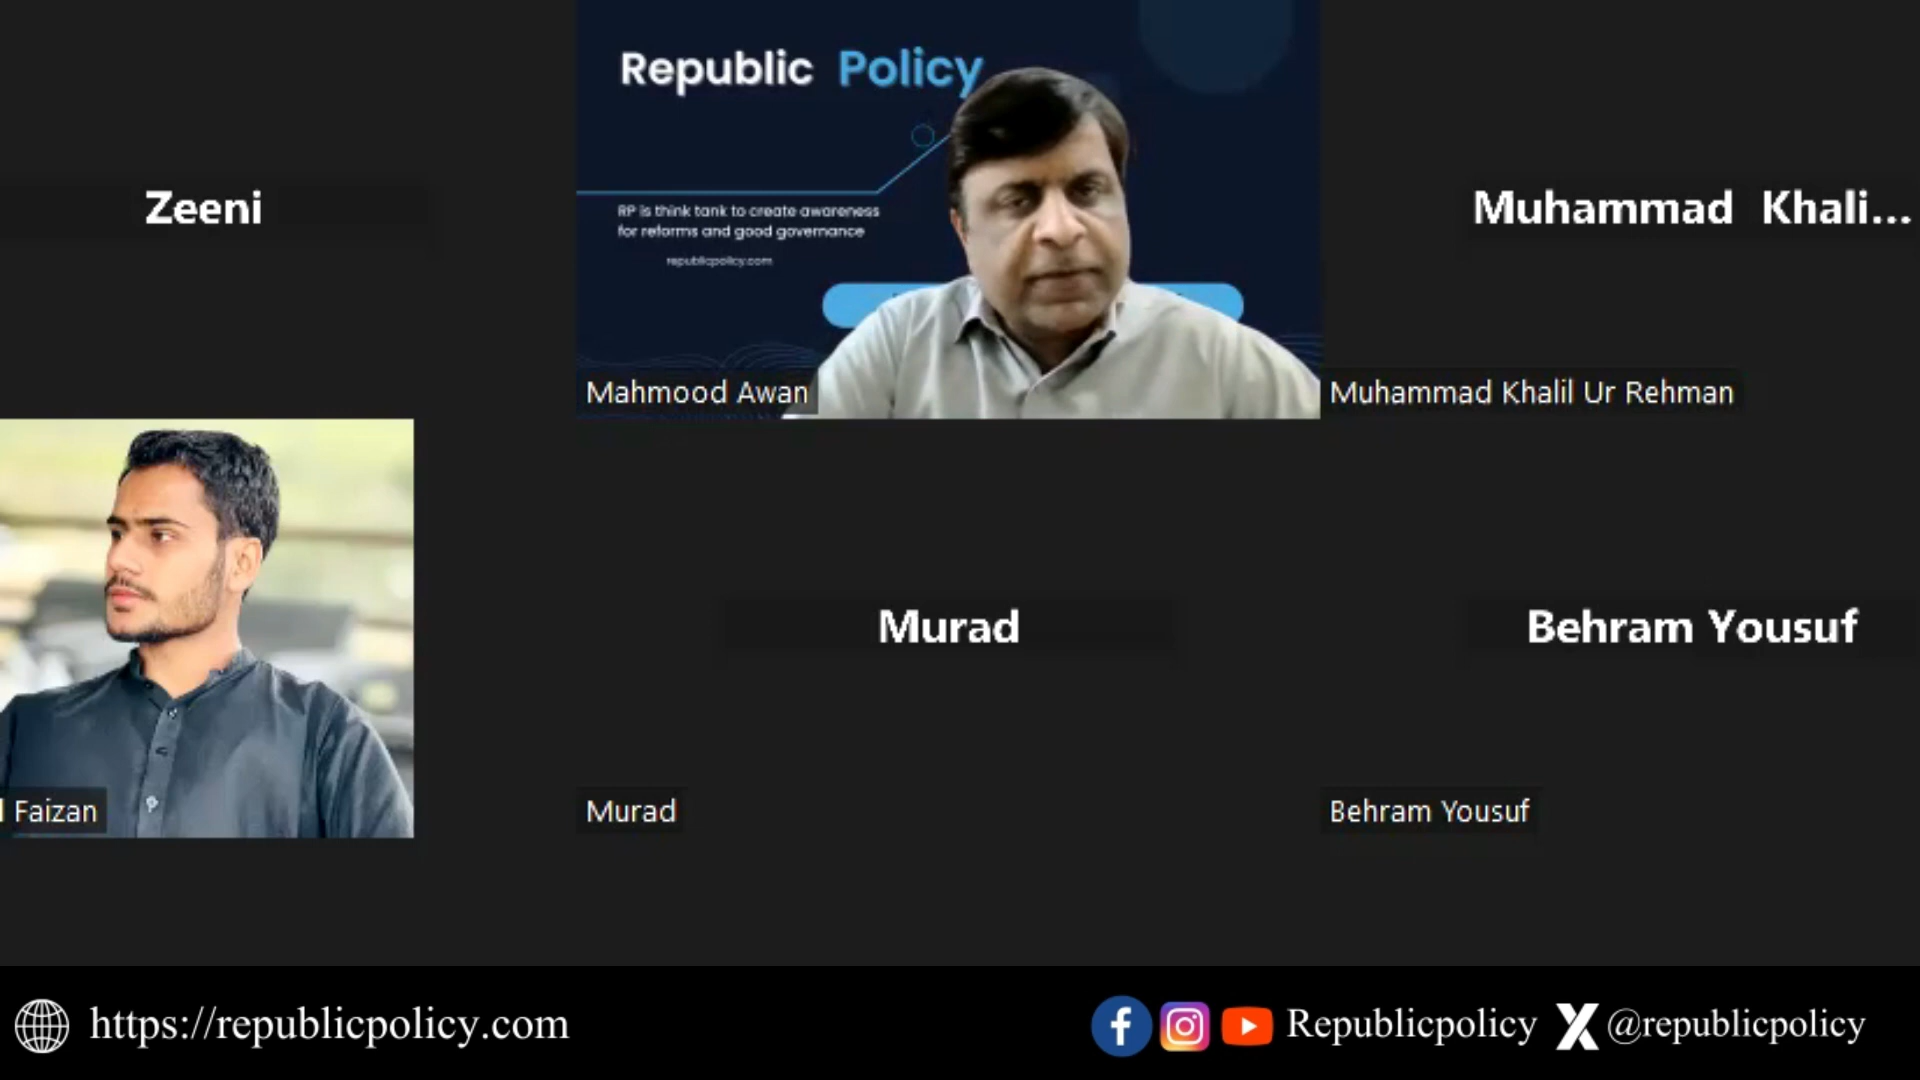 Republic Policy
RP is think tank to create awareness
for reforms and good governance
republicpolicy.com
Zeeni
Muhammad Khali...
Mahmood Awan
Muhammad Khalil Ur Rehman
Murad
Behram Yousuf
Faizan
Murad
Behram Yousuf
https://republicpolicy.com
Republicpolicy
@republicpolicy